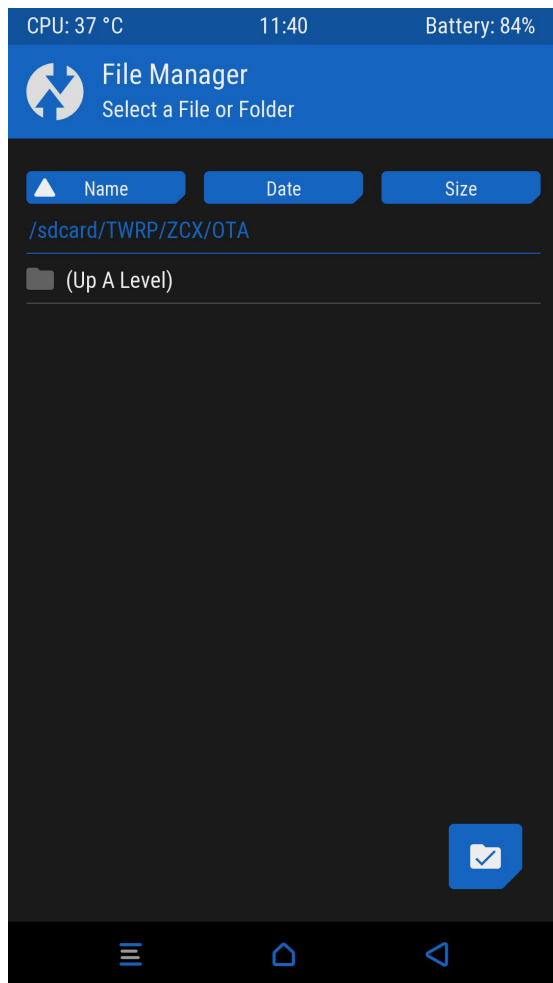 CPU: 37 °C 11:40 Battery: 84%
File Manager
Select a File or Folder
Name Date Size
/sdcard/TWRP/ZCX/OTA
(Up A Level)